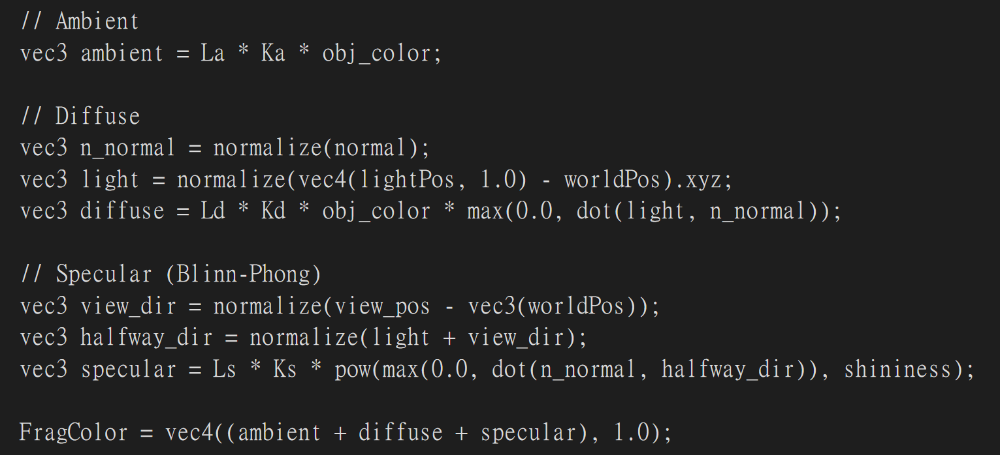 // Ambient
vec3 ambient = La * Ka * obj_color;
// Diffuse
vec3 n_normal = normalize(normal);
vec3 light = normalize(vec4(lightPos, 1.0) - worldPos).xyz;
vec3 diffuse = Ld * Kd * obj_color * max(0.0, dot(light, n_normal));
// Specular (Blinn-Phong)
vec3 view_dir = normalize(view_pos - vec3(worldPos));
vec3 halfway_dir = normalize(light + view_dir);
vec3 specular = Ls * Ks * pow(max(0.0, dot(n_normal, halfway_dir)), shininess);
FragColor = vec4((ambient + diffuse + specular), 1.0);